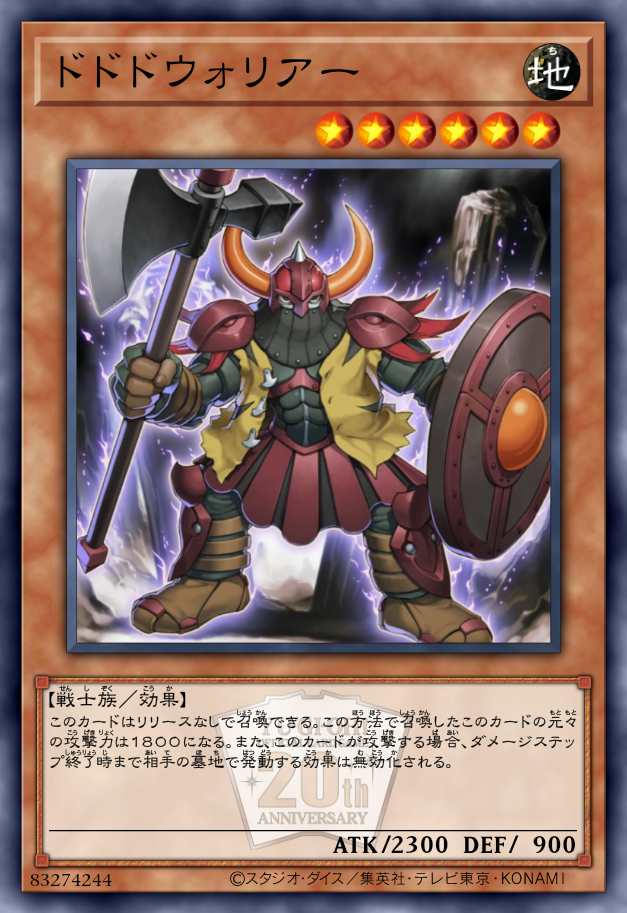 ドドドウォリアー
地
【戦士族／効果】
このカードはリリースなしで召喚できる。この方法で召喚したこのカードの元々
の攻撃力は1800になる。また、このカードが攻撃する場合、ダメージステッ
プ終了時まで相手の墓地で発動する効果は無効化される。
20th
ANNIVERSARY
ATK/2300 DEF/ 900
83274244 ©スタジオ・ダイス／集英社・テレビ東京・KONAMI